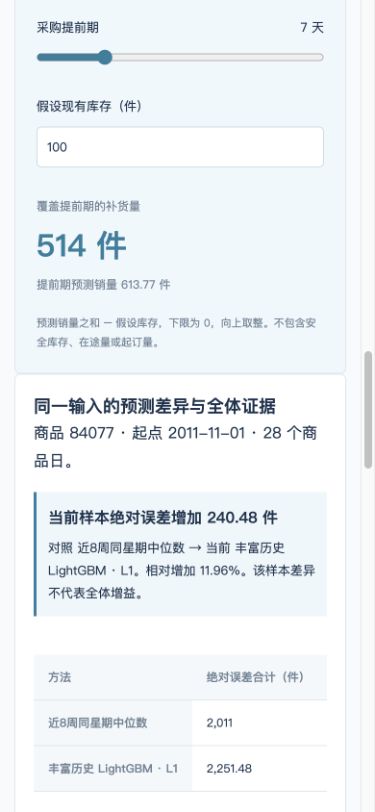 采购提前期 7 天
假设现有库存（件）
100
覆盖提前期的补货量
514 件
提前期预测销量 613.77 件
预测销量之和 − 假设库存，下限为 0，向上取整。不包含安
全库存、在途量或起订量。
同一输入的预测差异与全体证据
商品 84077 · 起点 2011-11-01 · 28 个商
品日。
当前样本绝对误差增加 240.48 件
对照 近8周同星期中位数 → 当前 丰富历史
LightGBM · L1。相对增加 11.96%。该样本差异
不代表全体增益。
方法 绝对误差合计（件）
近8周同星期中位数 2,011
丰富历史 LightGBM · L1 2,251.48